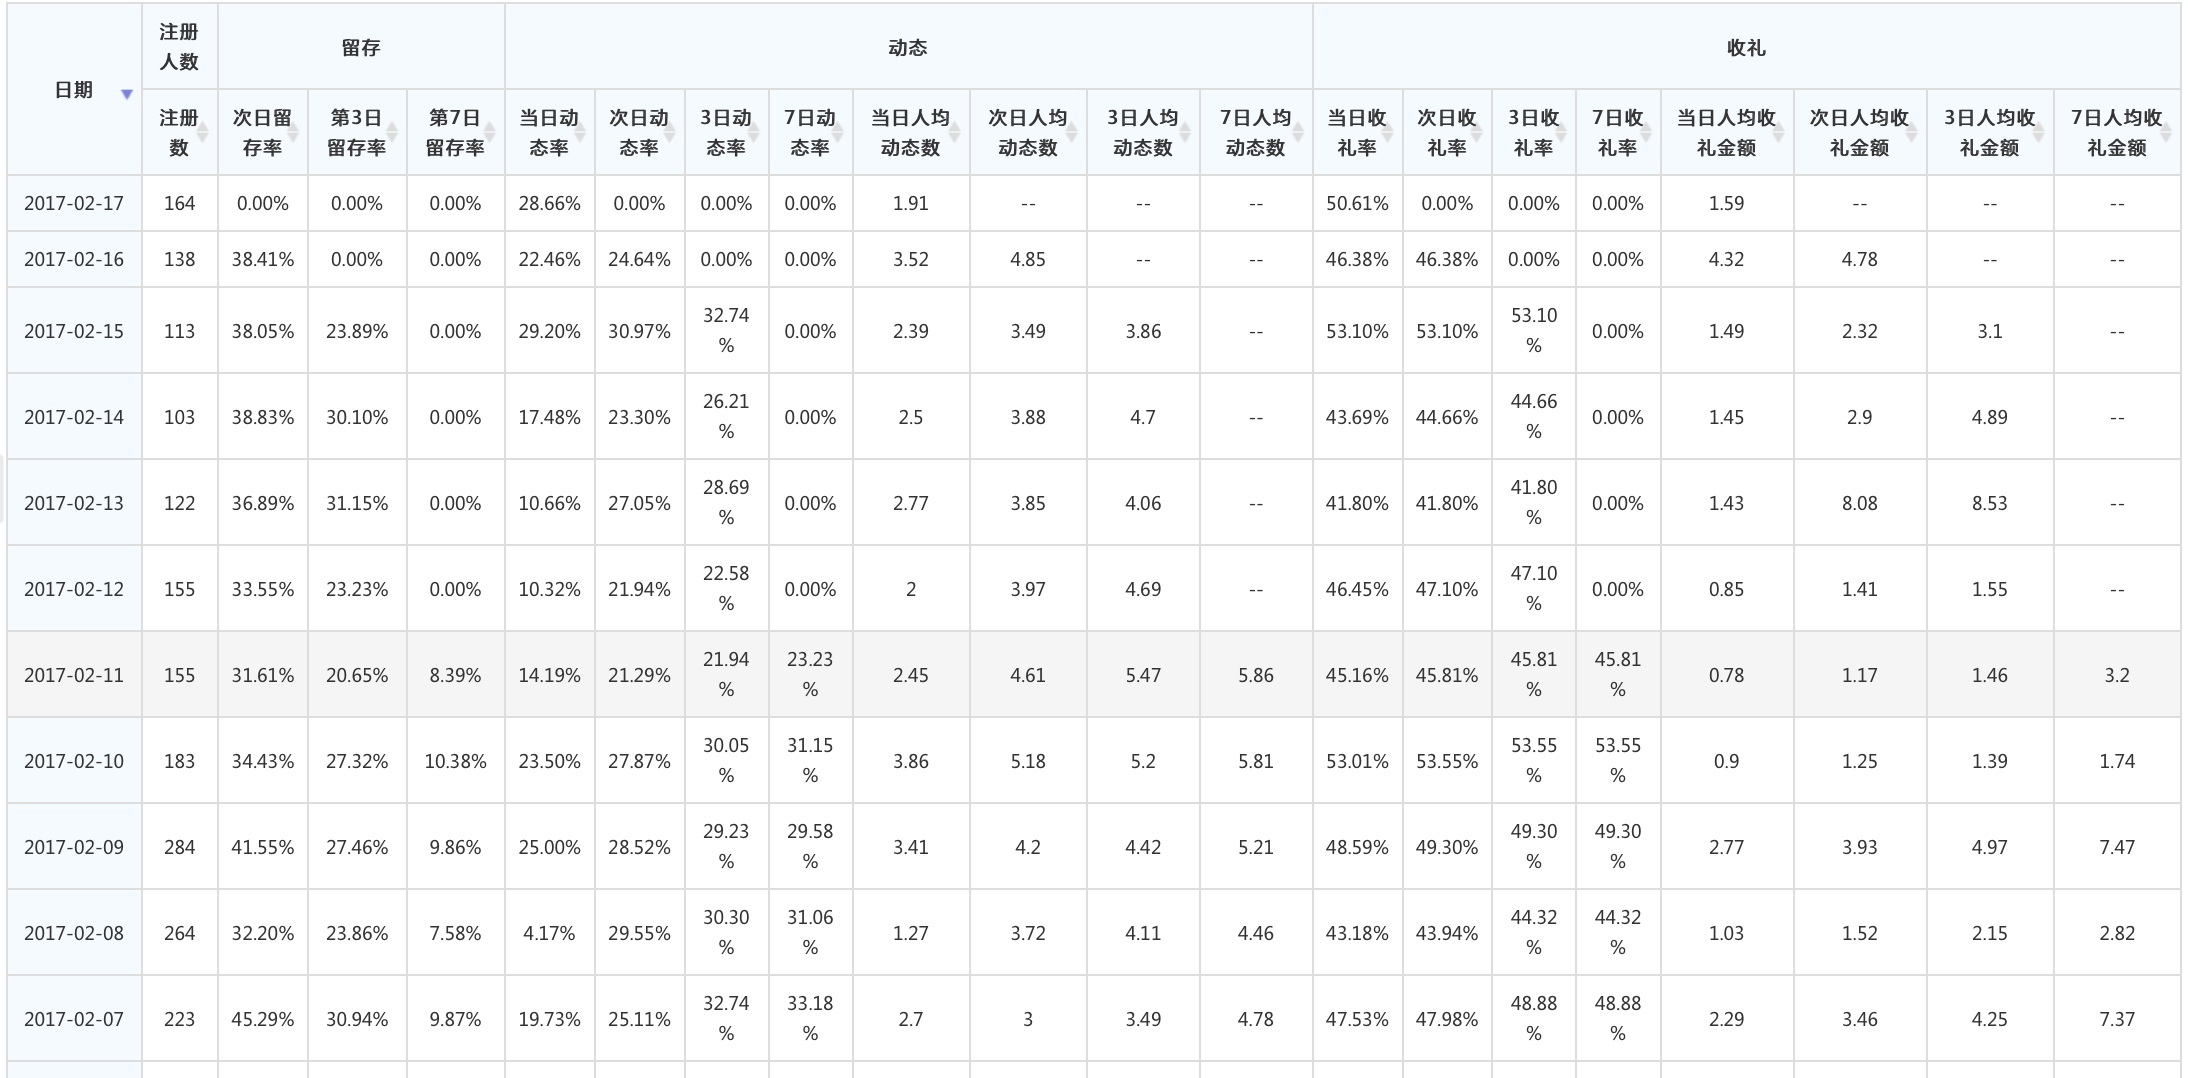 日期 注册人数 留存 动态 收礼
注册数 次日留存率 第3日留存率 第7日留存率 当日动态率 次日动态率 3日动态率 7日动态率 当日人均动态数 次日人均动态数 3日人均动态数 7日人均动态数 当日收礼率 次日收礼率 3日收礼率 7日收礼率 当日人均收礼金额 次日人均收礼金额 3日人均收礼金额 7日人均收礼金额
2017-02-17 164 0.00% 0.00% 0.00% 28.66% 0.00% 0.00% 0.00% 1.91 -- -- -- 50.61% 0.00% 0.00% 0.00% 1.59 -- -- --
2017-02-16 138 38.41% 0.00% 0.00% 22.46% 24.64% 0.00% 0.00% 3.52 4.85 -- -- 46.38% 46.38% 0.00% 0.00% 4.32 4.78 -- --
2017-02-15 113 38.05% 23.89% 0.00% 29.20% 30.97% 32.74% 0.00% 2.39 3.49 3.86 -- 53.10% 53.10% 53.10% 0.00% 1.49 2.32 3.1 --
2017-02-14 103 38.83% 30.10% 0.00% 17.48% 23.30% 26.21% 0.00% 2.5 3.88 4.7 -- 43.69% 44.66% 44.66% 0.00% 1.45 2.9 4.89 --
2017-02-13 122 36.89% 31.15% 0.00% 10.66% 27.05% 28.69% 0.00% 2.77 3.85 4.06 -- 41.80% 41.80% 41.80% 0.00% 1.43 8.08 8.53 --
2017-02-12 155 33.55% 23.23% 0.00% 10.32% 21.94% 22.58% 0.00% 2 3.97 4.69 -- 46.45% 47.10% 47.10% 0.00% 0.85 1.41 1.55 --
2017-02-11 155 31.61% 20.65% 8.39% 14.19% 21.29% 21.94% 23.23% 2.45 4.61 5.47 5.86 45.16% 45.81% 45.81% 45.81% 0.78 1.17 1.46 3.2
2017-02-10 183 34.43% 27.32% 10.38% 23.50% 27.87% 30.05% 31.15% 3.86 5.18 5.2 5.81 53.01% 53.55% 53.55% 53.55% 0.9 1.25 1.39 1.74
2017-02-09 284 41.55% 27.46% 9.86% 25.00% 28.52% 29.23% 29.58% 3.41 4.2 4.42 5.21 48.59% 49.30% 49.30% 49.30% 2.77 3.93 4.97 7.47
2017-02-08 264 32.20% 23.86% 7.58% 4.17% 29.55% 30.30% 31.06% 1.27 3.72 4.11 4.46 43.18% 43.94% 44.32% 44.32% 1.03 1.52 2.15 2.82
2017-02-07 223 45.29% 30.94% 9.87% 19.73% 25.11% 32.74% 33.18% 2.7 3 3.49 4.78 47.53% 47.98% 48.88% 48.88% 2.29 3.46 4.25 7.37